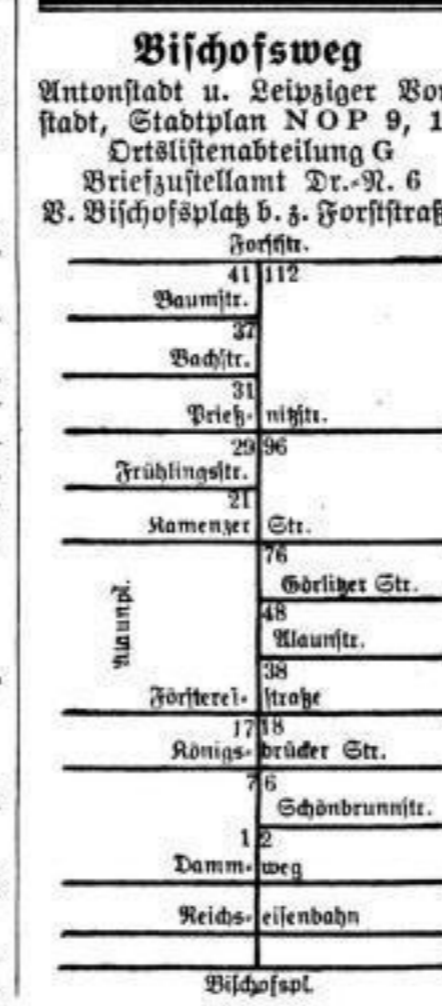 Bischofsweg
Antonstadt u. Leipziger Vor
stadt, Stadtplan N O P 9, 1
Ortslistenabteilung G
Briefzustellamt Dr.-N. 6
V. Bischofsplatz b. z. Forststraß
Forststr.
41 112
Baumstr.
37
Bachstr.
31
Prieß- nitzstr.
29 96
Frühlingsstr.
21
Kamenzer Str.
76
Görlitzer Str.
48
Alaunpl.
Alaunstr.
38
Försterei- straße
17 18
Königs- brücker Str.
7 6
Schönbrunnstr.
1 2
Damm- weg
Reichs- eisenbahn
Bischofspl.